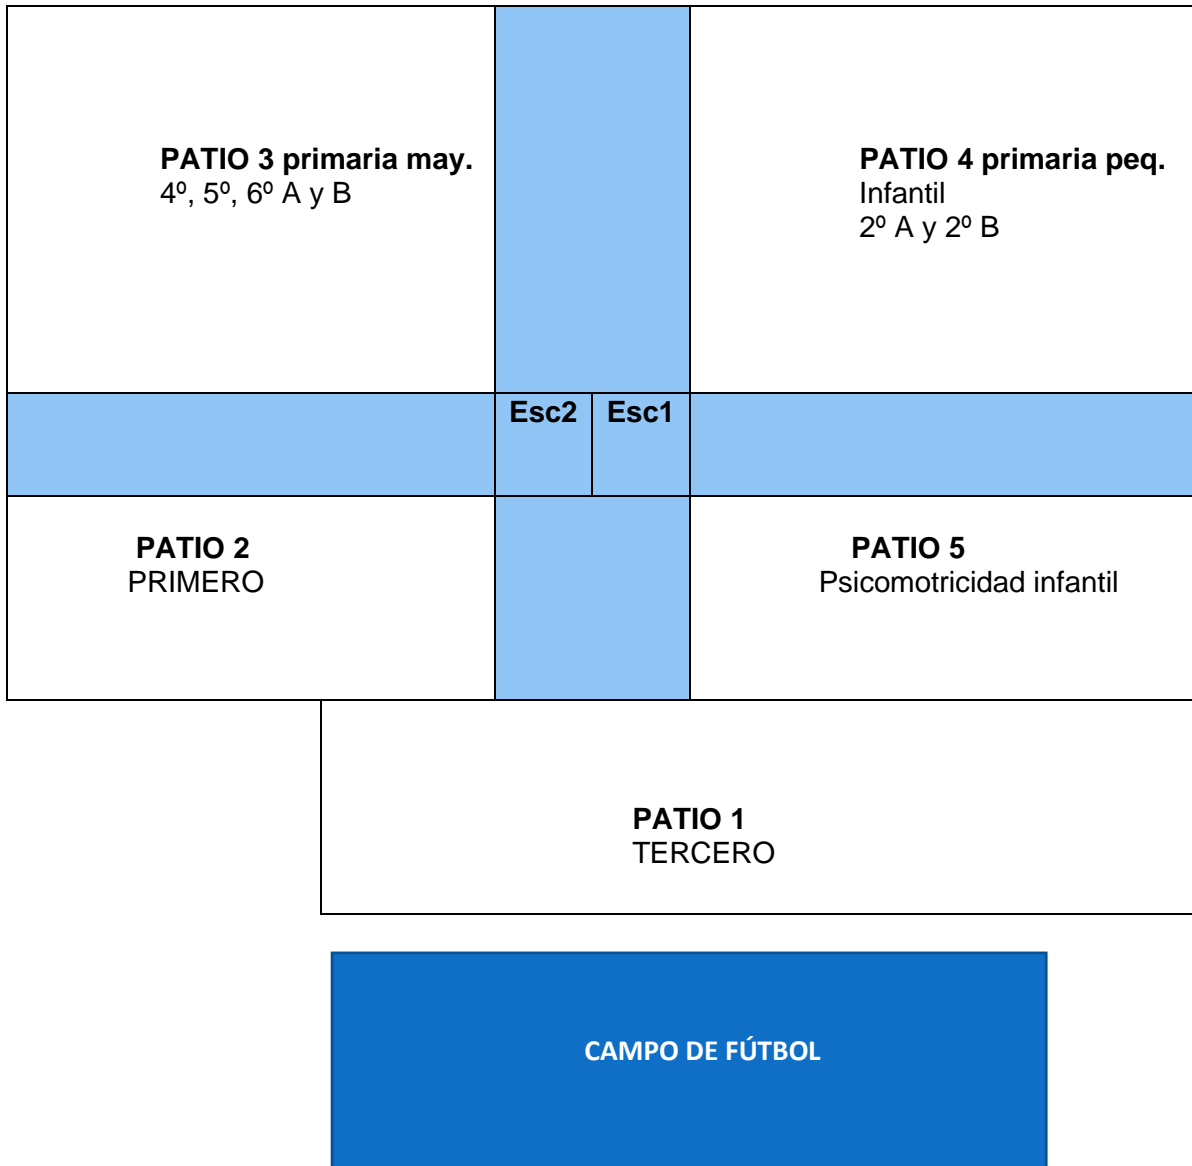 PATIO 3 primaria may.
4º, 5º, 6º A y B
PATIO 4 primaria peq.
Infantil
2º A y 2º B
Esc2
Esc1
PATIO 2
PRIMERO
PATIO 5
Psicomotricidad infantil
PATIO 1
TERCERO
CAMPO DE FÚTBOL